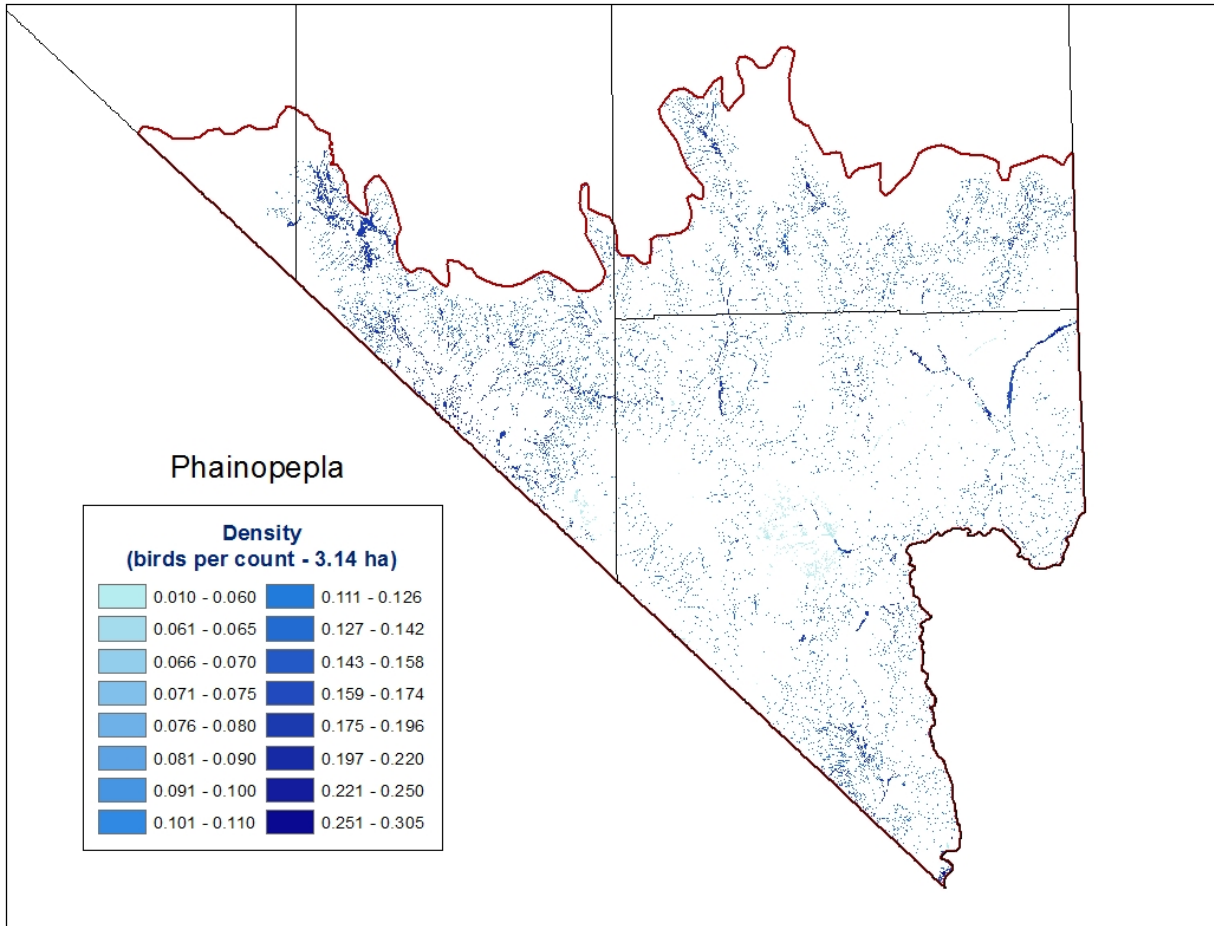 Phainopepla
Density
(birds per count - 3.14 ha)
0.010 - 0.060
0.061 - 0.065
0.066 - 0.070
0.071 - 0.075
0.076 - 0.080
0.081 - 0.090
0.091 - 0.100
0.101 - 0.110
0.111 - 0.126
0.127 - 0.142
0.143 - 0.158
0.159 - 0.174
0.175 - 0.196
0.197 - 0.220
0.221 - 0.250
0.251 - 0.305